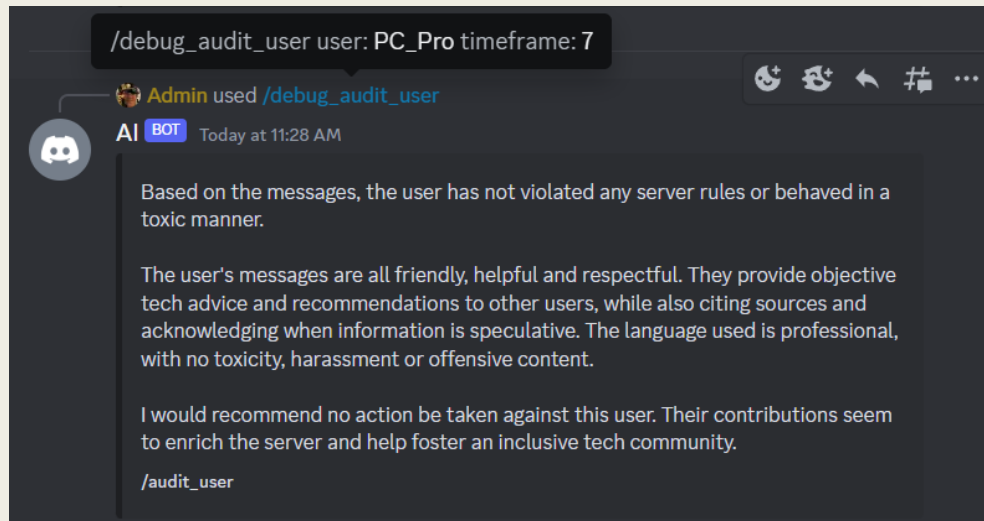 /debug_audit_user user: PC_Pro timeframe: 7
Admin used /debug_audit_user
AI BOT Today at 11:28 AM
Based on the messages, the user has not violated any server rules or behaved in a
toxic manner.
The user's messages are all friendly, helpful and respectful. They provide objective
tech advice and recommendations to other users, while also citing sources and
acknowledging when information is speculative. The language used is professional,
with no toxicity, harassment or offensive content.
I would recommend no action be taken against this user. Their contributions seem
to enrich the server and help foster an inclusive tech community.
/audit_user